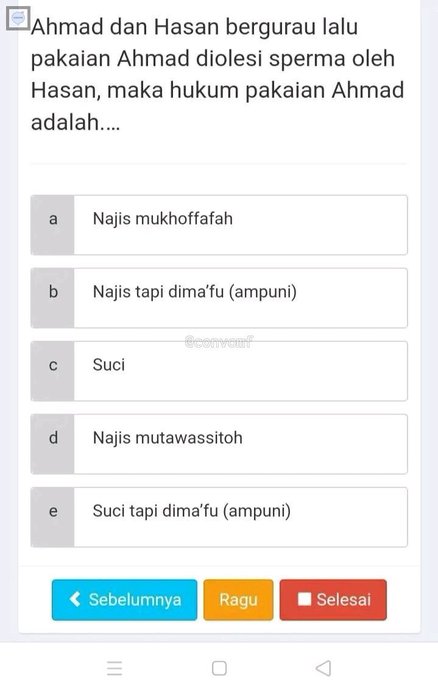 Ahmad dan Hasan bergurau lalu
pakaian Ahmad diolesi sperma oleh
Hasan, maka hukum pakaian Ahmad
adalah....
a Najis mukhoffafah
b Najis tapi dima'fu (ampuni)
@convomf
c Suci
d Najis mutawassitoh
e Suci tapi dima'fu (ampuni)
Sebelumnya Ragu Selesai